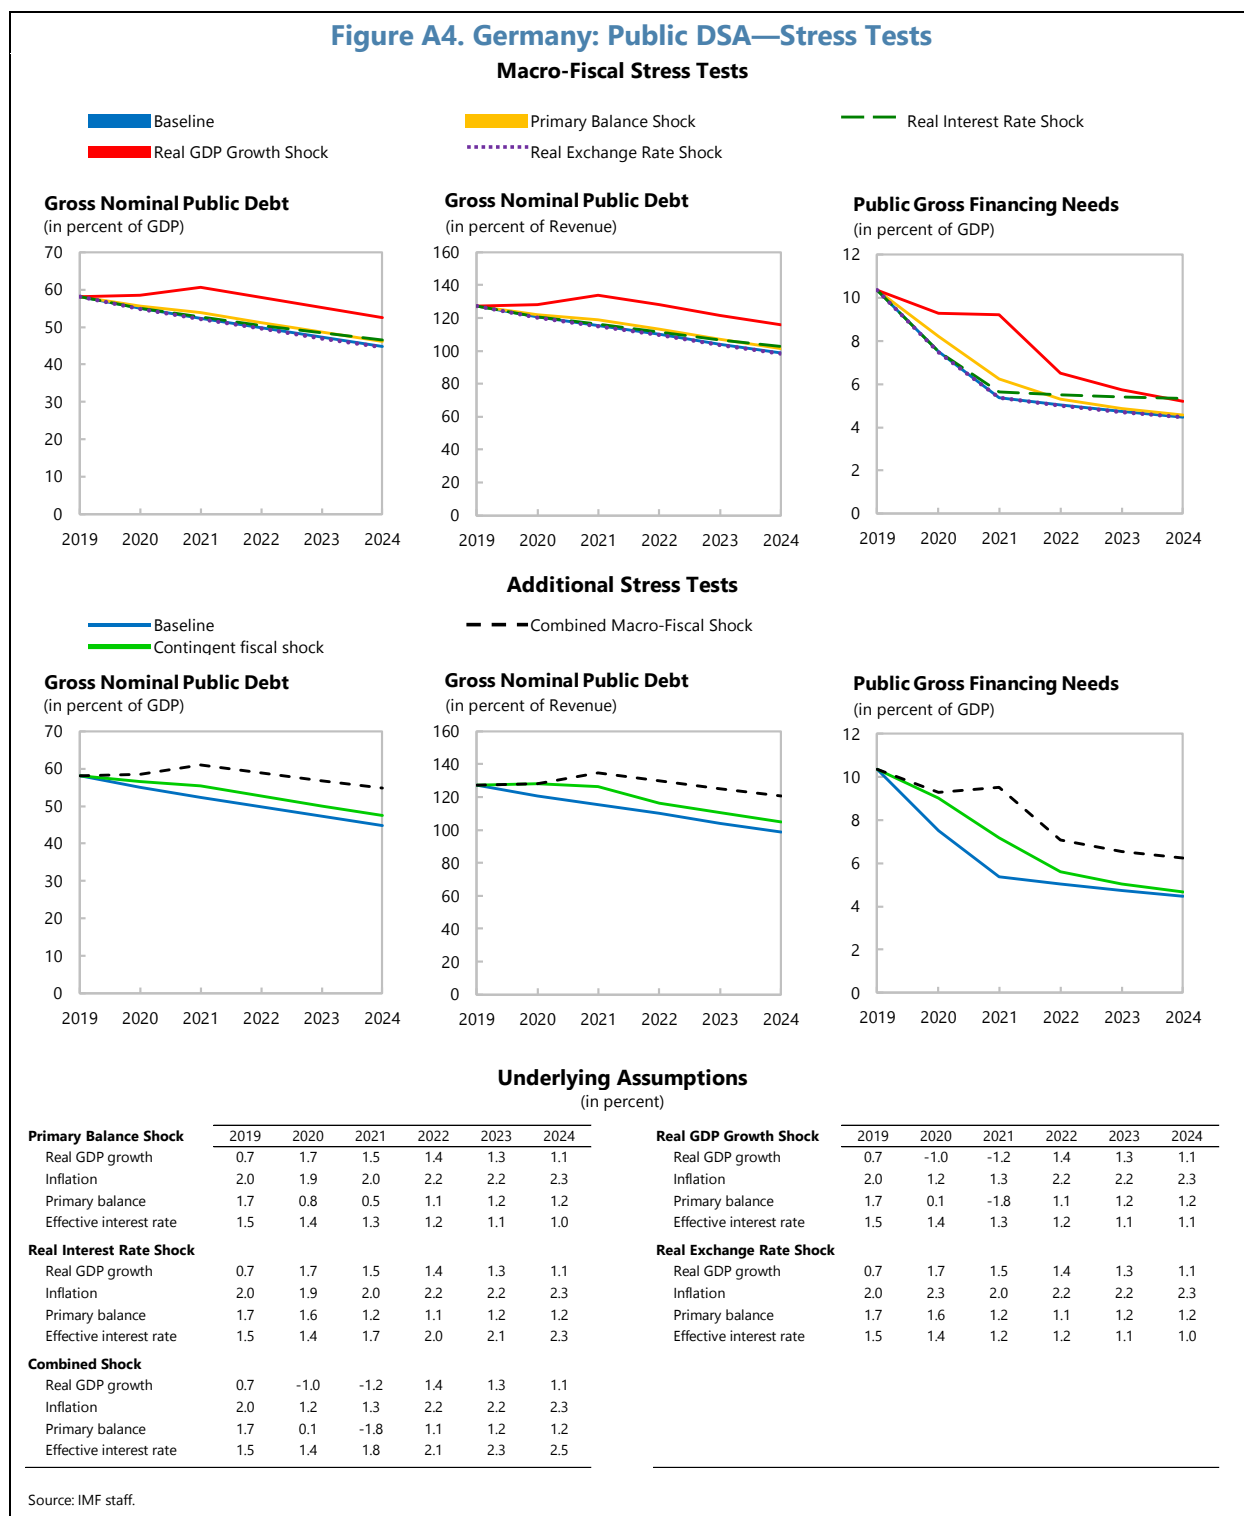 Figure A4. Germany: Public DSA—Stress Tests
Macro-Fiscal Stress Tests
Baseline
Primary Balance Shock
Real Interest Rate Shock
Real GDP Growth Shock
Real Exchange Rate Shock
Gross Nominal Public Debt
(in percent of GDP)
70
60
50
40
30
20
10
0
2019 2020 2021 2022 2023 2024
Gross Nominal Public Debt
(in percent of Revenue)
160
140
120
100
80
60
40
20
0
2019 2020 2021 2022 2023 2024
Public Gross Financing Needs
(in percent of GDP)
12
10
8
6
4
2
0
2019 2020 2021 2022 2023 2024
Additional Stress Tests
Baseline
Combined Macro-Fiscal Shock
Contingent fiscal shock
Gross Nominal Public Debt
(in percent of GDP)
70
60
50
40
30
20
10
0
2019 2020 2021 2022 2023 2024
Gross Nominal Public Debt
(in percent of Revenue)
160
140
120
100
80
60
40
20
0
2019 2020 2021 2022 2023 2024
Public Gross Financing Needs
(in percent of GDP)
12
10
8
6
4
2
0
2019 2020 2021 2022 2023 2024
Underlying Assumptions
(in percent)
Primary Balance Shock 2019 2020 2021 2022 2023 2024
Real GDP growth 0.7 1.7 1.5 1.4 1.3 1.1
Inflation 2.0 1.9 2.0 2.2 2.2 2.3
Primary balance 1.7 0.8 0.5 1.1 1.2 1.2
Effective interest rate 1.5 1.4 1.3 1.2 1.1 1.0
Real Interest Rate Shock
Real GDP growth 0.7 1.7 1.5 1.4 1.3 1.1
Inflation 2.0 1.9 2.0 2.2 2.2 2.3
Primary balance 1.7 1.6 1.2 1.1 1.2 1.2
Effective interest rate 1.5 1.4 1.7 2.0 2.1 2.3
Combined Shock
Real GDP growth 0.7 -1.0 -1.2 1.4 1.3 1.1
Inflation 2.0 1.2 1.3 2.2 2.2 2.3
Primary balance 1.7 0.1 -1.8 1.1 1.2 1.2
Effective interest rate 1.5 1.4 1.8 2.1 2.3 2.5
Real GDP Growth Shock 2019 2020 2021 2022 2023 2024
Real GDP growth 0.7 -1.0 -1.2 1.4 1.3 1.1
Inflation 2.0 1.2 1.3 2.2 2.2 2.3
Primary balance 1.7 0.1 -1.8 1.1 1.2 1.2
Effective interest rate 1.5 1.4 1.3 1.2 1.1 1.1
Real Exchange Rate Shock
Real GDP growth 0.7 1.7 1.5 1.4 1.3 1.1
Inflation 2.0 2.3 2.0 2.2 2.2 2.3
Primary balance 1.7 1.6 1.2 1.1 1.2 1.2
Effective interest rate 1.5 1.4 1.2 1.2 1.1 1.0
Source: IMF staff.